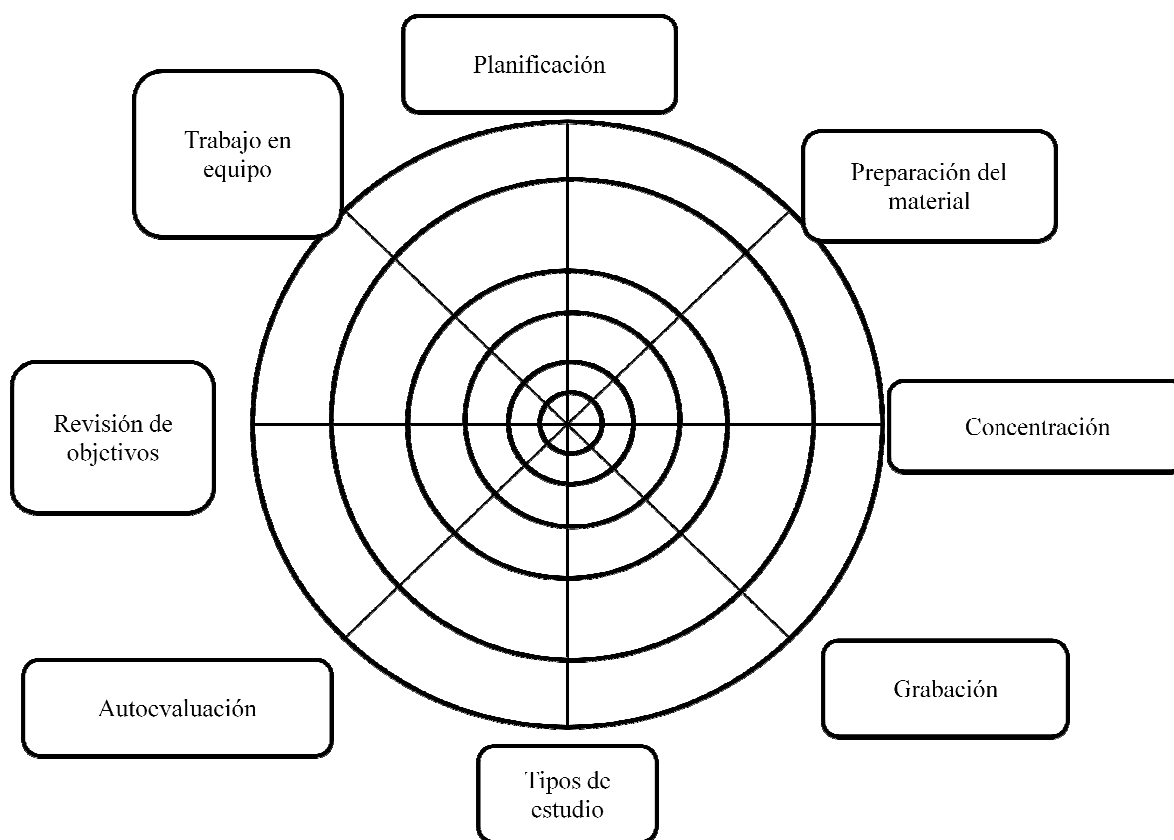 Planificación
Trabajo en
equipo
Preparación del
material
Revisión de
objetivos
Concentración
Autoevaluación
Grabación
Tipos de
estudio